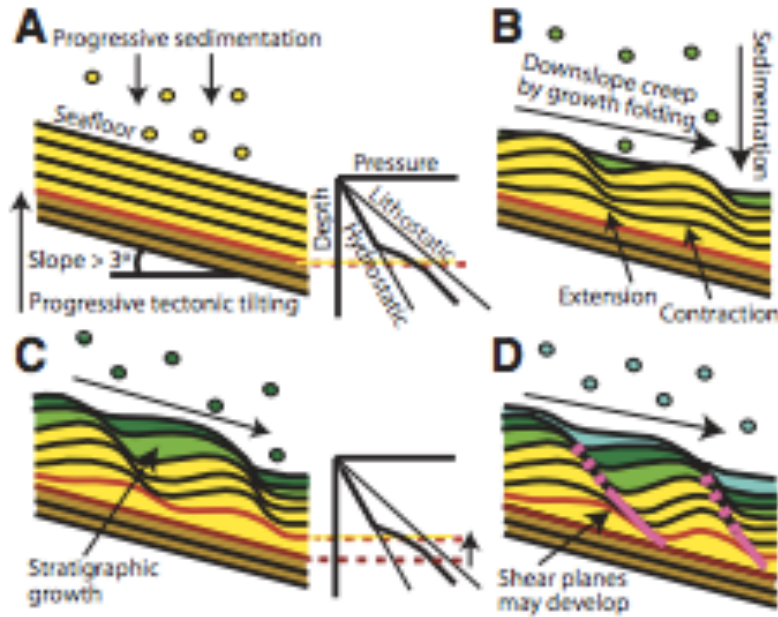 A
Progressive sedimentation
Seafloor
Slope > 3°
Progressive tectonic tilting
Pressure
Depth
Lithostatic
Hydrostatic
B
Downslope creep
by growth folding
Sedimentation
Extension
Contraction
C
Stratigraphic
growth
D
Shear planes
may develop